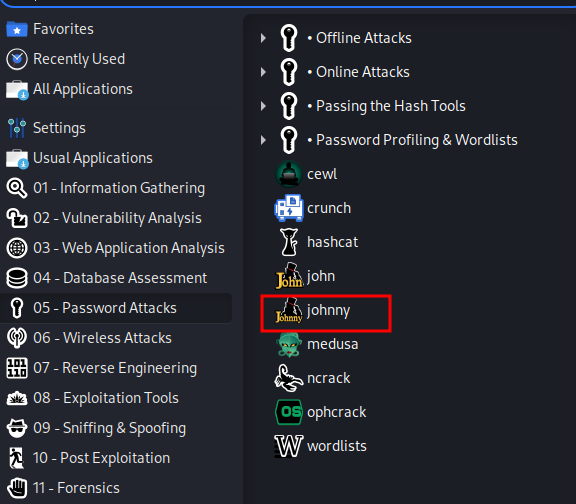 Favorites
Recently Used
All Applications
Settings
Usual Applications
01 - Information Gathering
02 - Vulnerability Analysis
03 - Web Application Analysis
04 - Database Assessment
05 - Password Attacks
06 - Wireless Attacks
07 - Reverse Engineering
08 - Exploitation Tools
09 - Sniffing & Spoofing
10 - Post Exploitation
11 - Forensics
• Offline Attacks
• Online Attacks
• Passing the Hash Tools
• Password Profiling & Wordlists
cewl
crunch
hashcat
John john
Johnny johnny
medusa
ncrack
OS ophcrack
W wordlists